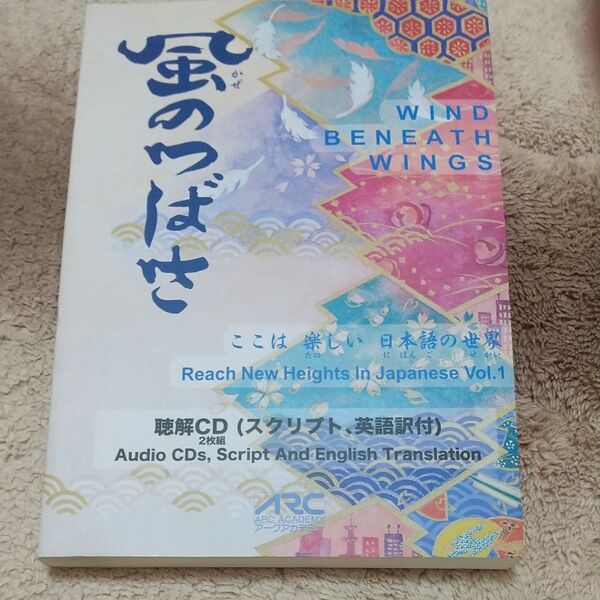 風のつばさ
かぜ
WIND
BENEATH
WINGS
ここは 楽しい 日本語の世界
たの にほんご せかい
Reach New Heights In Japanese Vol.1
聴解CD (スクリプト、英語訳付)
2枚組
Audio CDs, Script And English Translation
ARC
ARC ACADEMY
アークアカデミー